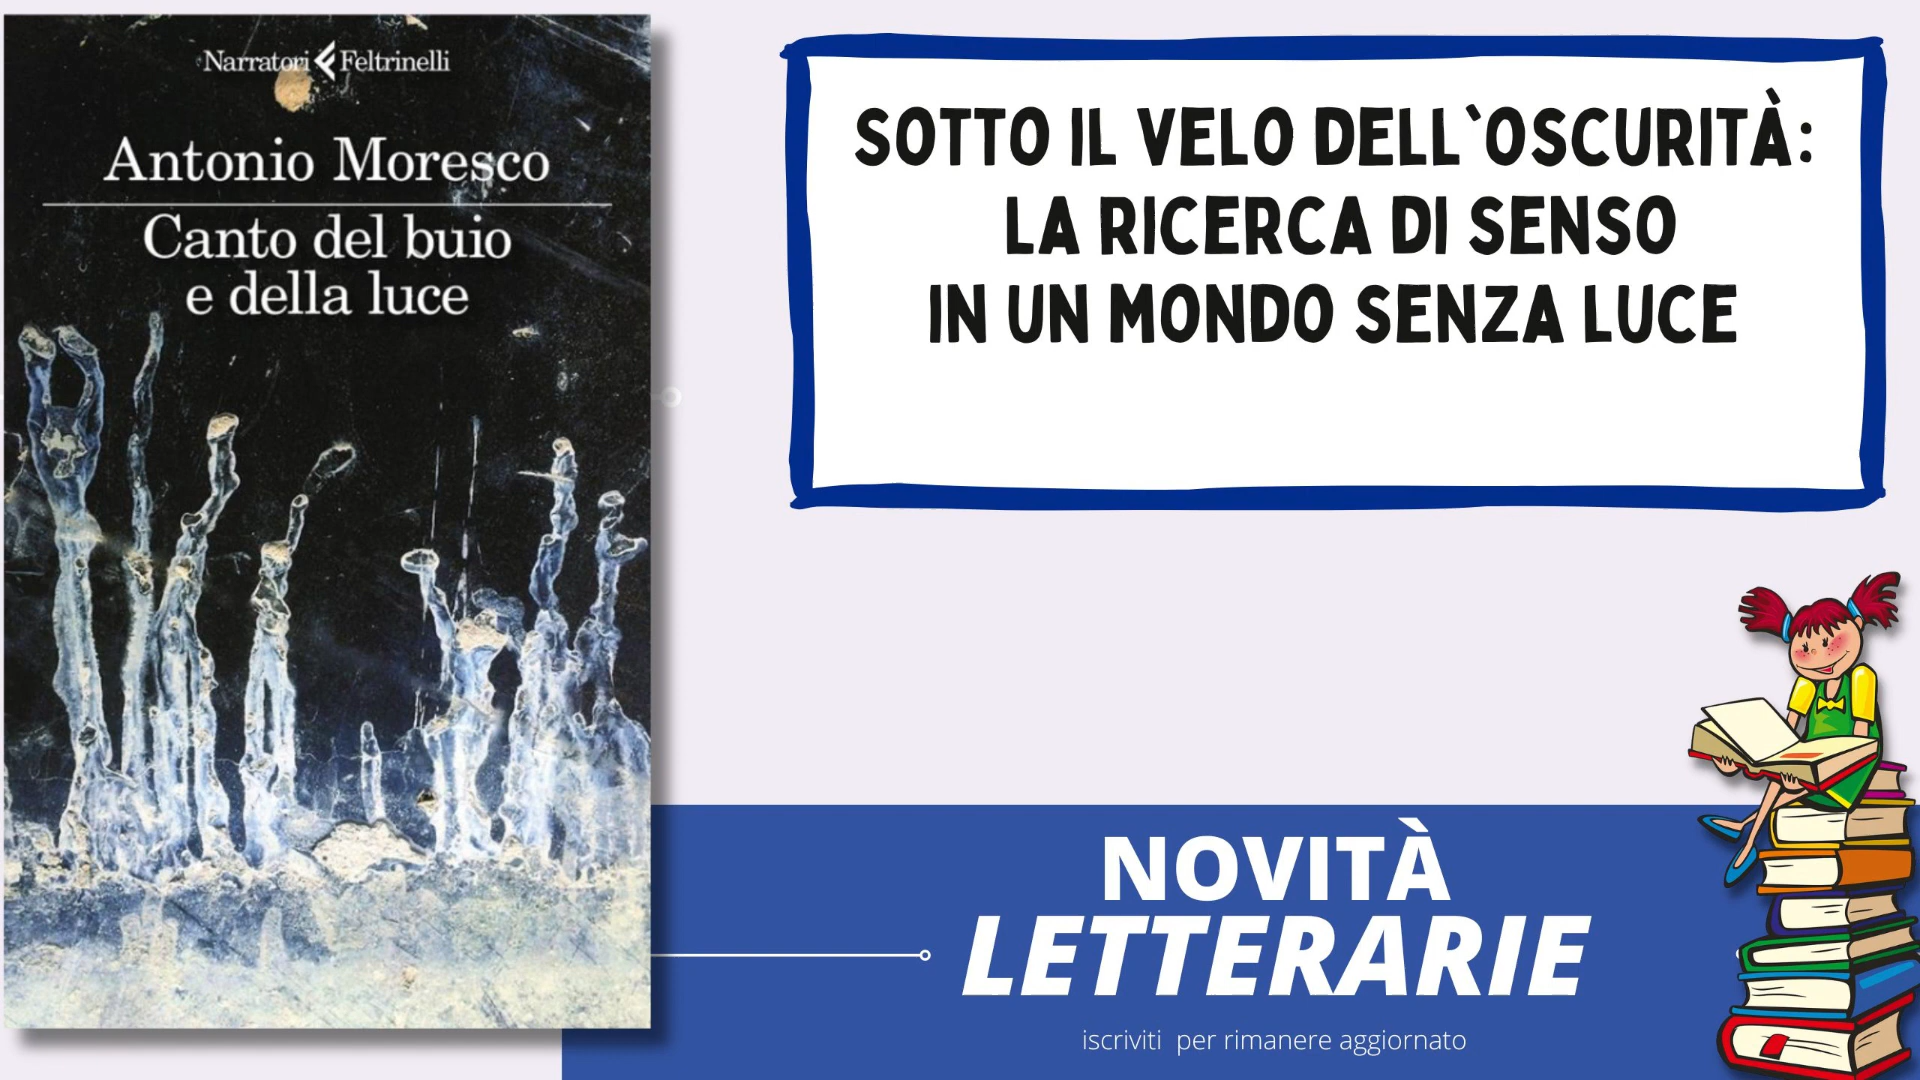 Narratori Feltrinelli
Antonio Moresco
Canto del buio
e della luce
SOTTO IL VELO DELL`OSCURITÀ:
LA RICERCA DI SENSO
IN UN MONDO SENZA LUCE
NOVITÀ
LETTERARIE
iscriviti per rimanere aggiornato